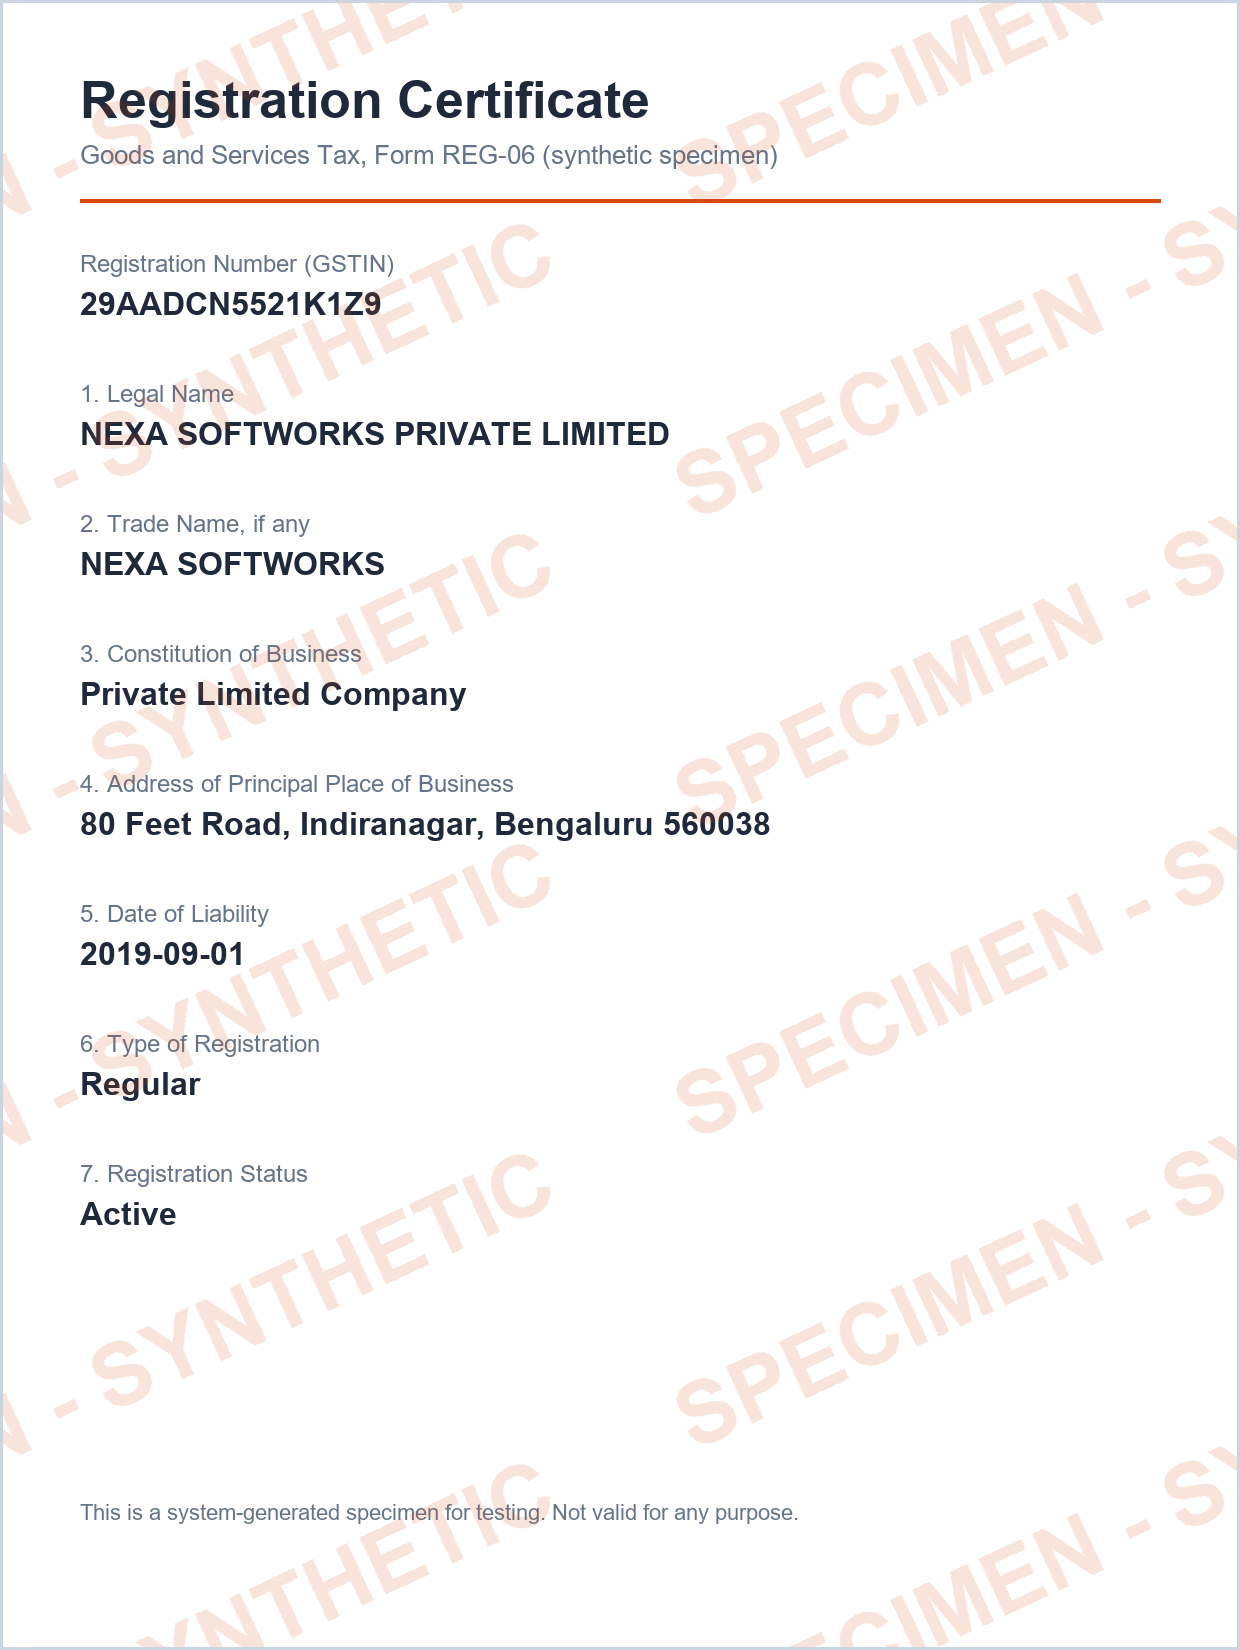 Registration Certificate
Goods and Services Tax, Form REG-06 (synthetic specimen)
Registration Number (GSTIN)
29AADCN5521K1Z9
1. Legal Name
NEXA SOFTWORKS PRIVATE LIMITED
2. Trade Name, if any
NEXA SOFTWORKS
3. Constitution of Business
Private Limited Company
4. Address of Principal Place of Business
80 Feet Road, Indiranagar, Bengaluru 560038
5. Date of Liability
2019-09-01
6. Type of Registration
Regular
7. Registration Status
Active
This is a system-generated specimen for testing. Not valid for any purpose.
SPECIMEN - SYNTHETIC